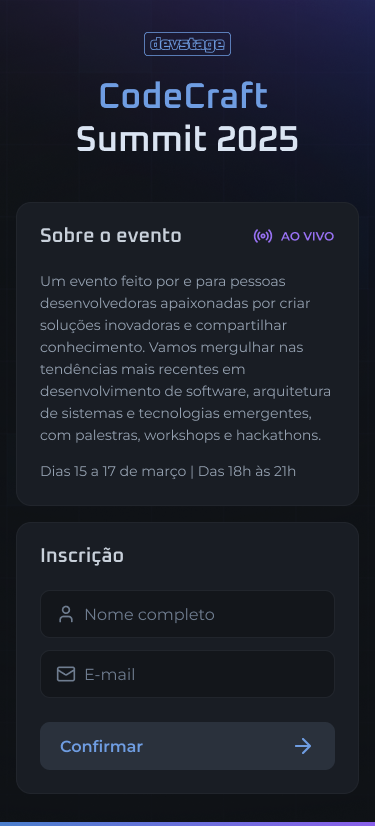 devstage
CodeCraft
Summit 2025
Sobre o evento
AO VIVO
Um evento feito por e para pessoas
desenvolvedoras apaixonadas por criar
soluções inovadoras e compartilhar
conhecimento. Vamos mergulhar nas
tendências mais recentes em
desenvolvimento de software, arquitetura
de sistemas e tecnologias emergentes,
com palestras, workshops e hackathons.
Dias 15 a 17 de março | Das 18h às 21h
Inscrição
Nome completo
E-mail
Confirmar